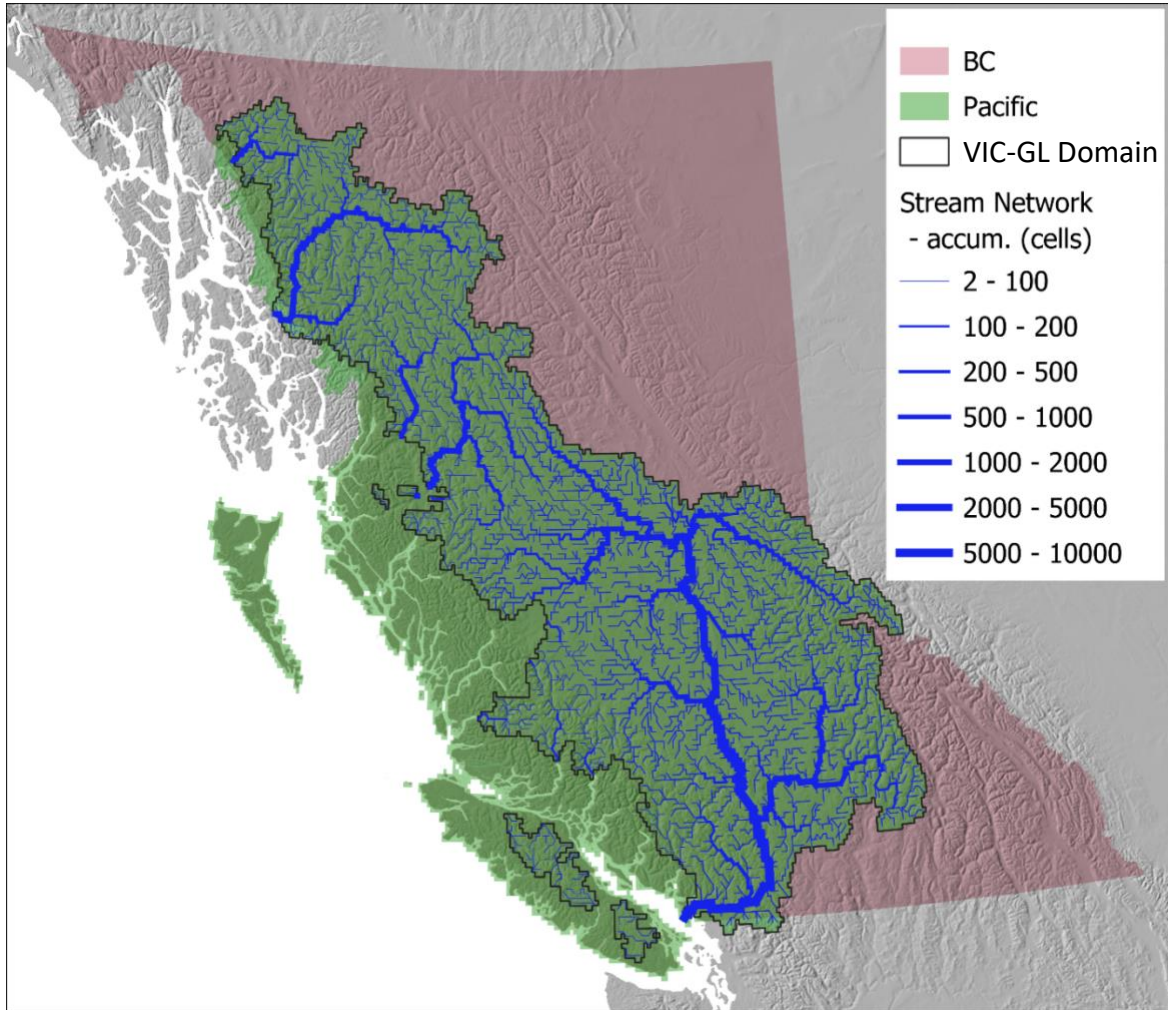 BC
Pacific
VIC-GL Domain
Stream Network
- accum. (cells)
2 - 100
100 - 200
200 - 500
500 - 1000
1000 - 2000
2000 - 5000
5000 - 10000